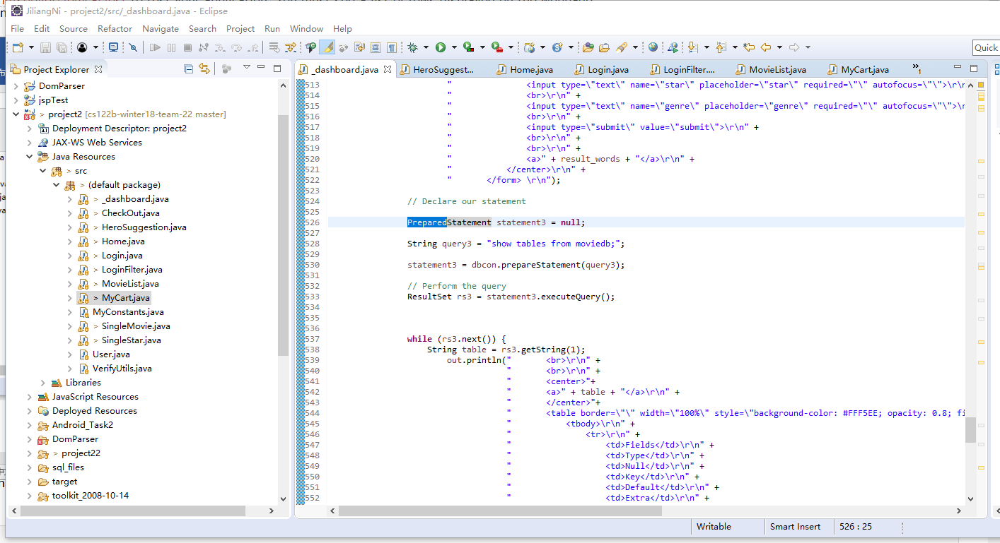 JiliangNi - project2/src/_dashboard.java - Eclipse
File Edit Source Refactor Navigate Search Project Run Window Help
Quick
Project Explorer
DomParser
jspTest
> project2 [cs122b-winter18-team-22 master]
Deployment Descriptor: project2
JAX-WS Web Services
Java Resources
> src
> (default package)
> _dashboard.java
> CheckOut.java
> HeroSuggestion.java
> Home.java
> Login.java
> LoginFilter.java
> MovieList.java
> MyCart.java
MyConstants.java
> SingleMovie.java
> SingleStar.java
User.java
VerifyUtils.java
Libraries
JavaScript Resources
Deployed Resources
Android_Task2
DomParser
> project22
sql_files
target
toolkit_2008-10-14
_dashboard.java HeroSuggest... Home.java Login.java LoginFilter.... MovieList.java MyCart.java »1
513 " <input type=\"text\" name=\"star\" placeholder=\"star\" required=\"\" autofocus=\"\">\r\n
514 " <br>\r\n" +
515 " <input type=\"text\" name=\"genre\" placeholder=\"genre\" required=\"\" autofocus=\"\">\
516 " <br>\r\n" +
517 " <input type=\"submit\" value=\"submit\">\r\n" +
518 " <br>\r\n" +
519 " <br>\r\n" +
520 " <a>" + result_words + "</a>\r\n" +
521 " </center>\r\n" +
522 " </form> \r\n");
523
524 // Declare our statement
525
526 PreparedStatement statement3 = null;
527
528 String query3 = "show tables from moviedb;";
529
530 statement3 = dbcon.prepareStatement(query3);
531
532 // Perform the query
533 ResultSet rs3 = statement3.executeQuery();
534
535
536
537 while (rs3.next()) {
538 String table = rs3.getString(1);
539 out.println(" <br>\r\n" +
540 " <br>\r\n" +
541 " <center>"+
542 " <a>" + table + "</a>\r\n" +
543 " </center>"+
544 " <table border=\"\" width=\"100%\" style=\"background-color: #FFF5EE; opacity: 0.8; fi
545 " <tbody>\r\n" +
546 " <tr>\r\n" +
547 " <td>Fields</td>\r\n" +
548 " <td>Type</td>\r\n" +
549 " <td>Null</td>\r\n" +
550 " <td>Key</td>\r\n" +
551 " <td>Default</td>\r\n" +
552 " <td>Extra</td>\r\n" +
Writable Smart Insert 526 : 25